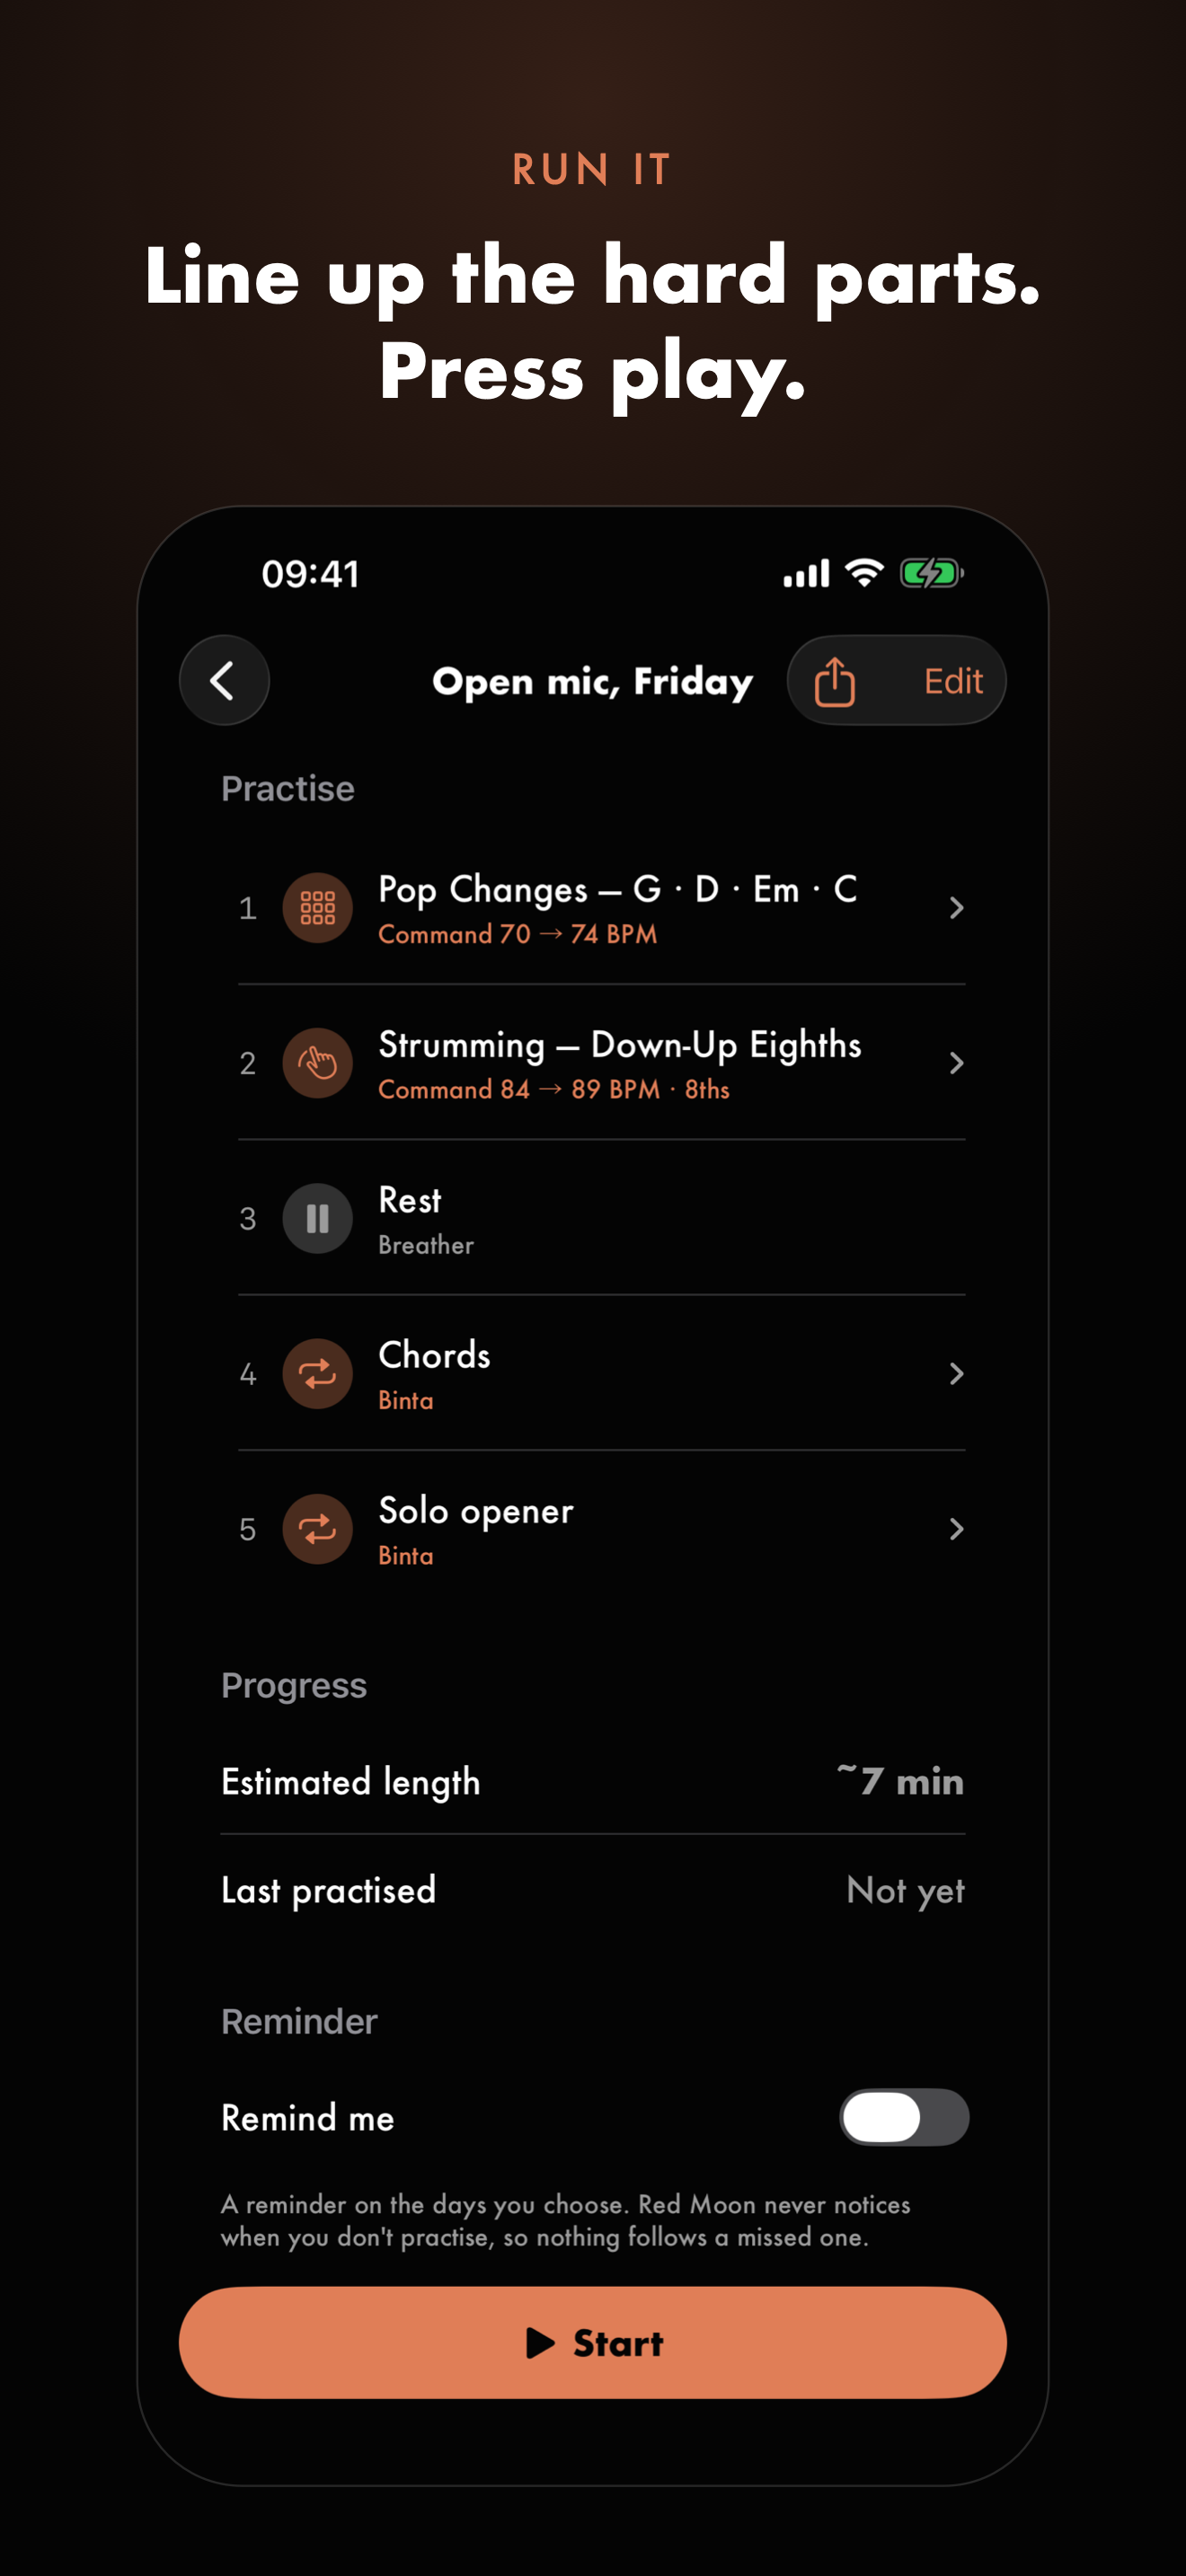 RUN IT
Line up the hard parts.
Press play.
09:41
Open mic, Friday
Edit
Practise
1
Pop Changes – G · D · Em · C
Command 70 → 74 BPM
2
Strumming – Down-Up Eighths
Command 84 → 89 BPM · 8ths
3
Rest
Breather
4
Chords
Binta
5
Solo opener
Binta
Progress
Estimated length
~7 min
Last practised
Not yet
Reminder
Remind me
A reminder on the days you choose. Red Moon never notices
when you don't practise, so nothing follows a missed one.
Start